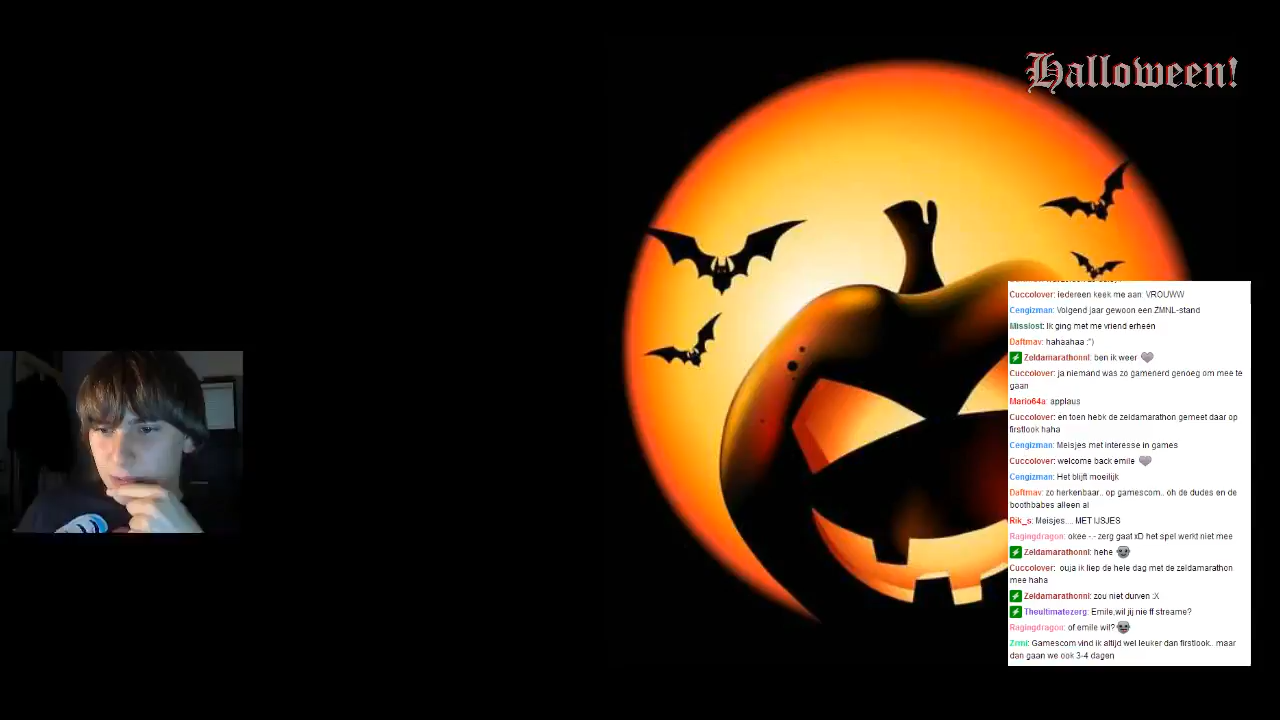 Halloween!
Cuccolover: iedereen keek me aan: VROUWW
Cengizman: Volgend jaar gewoon een ZMNL-stand
Misslost: Ik ging met me vriend erheen
Daftmav: hahaahaa :")
Zeldamarathonnl: ben ik weer
Cuccolover: ja niemand was zo gamenerd genoeg om mee te
gaan
Mario64a: applaus
Cuccolover: en toen hebk de zeldamarathon gemeet daar op
firstlook haha
Cengizman: Meisjes met interesse in games
Cuccolover: welcome back emile
Cengizman: Het blijft moeilijk
Daftmav: zo herkenbaar.. op gamescom.. oh de dudes en de
boothbabes alleen al
Rik_s: Meisjes.... MET IJSJES
Ragingdragon: okee -.- zerg gaat xD het spel werkt niet mee
Zeldamarathonnl: hehe
Cuccolover: ouja ik liep de hele dag met de zeldamarathon
mee haha
Zeldamarathonnl: zou niet durven :X
Theultimatezerg: Emile,wil jij nie ff streame?
Ragingdragon: of emile wil?
Zrmi: Gamescom vind ik altijd wel leuker dan firstlook.. maar
dan gaan we ook 3-4 dagen